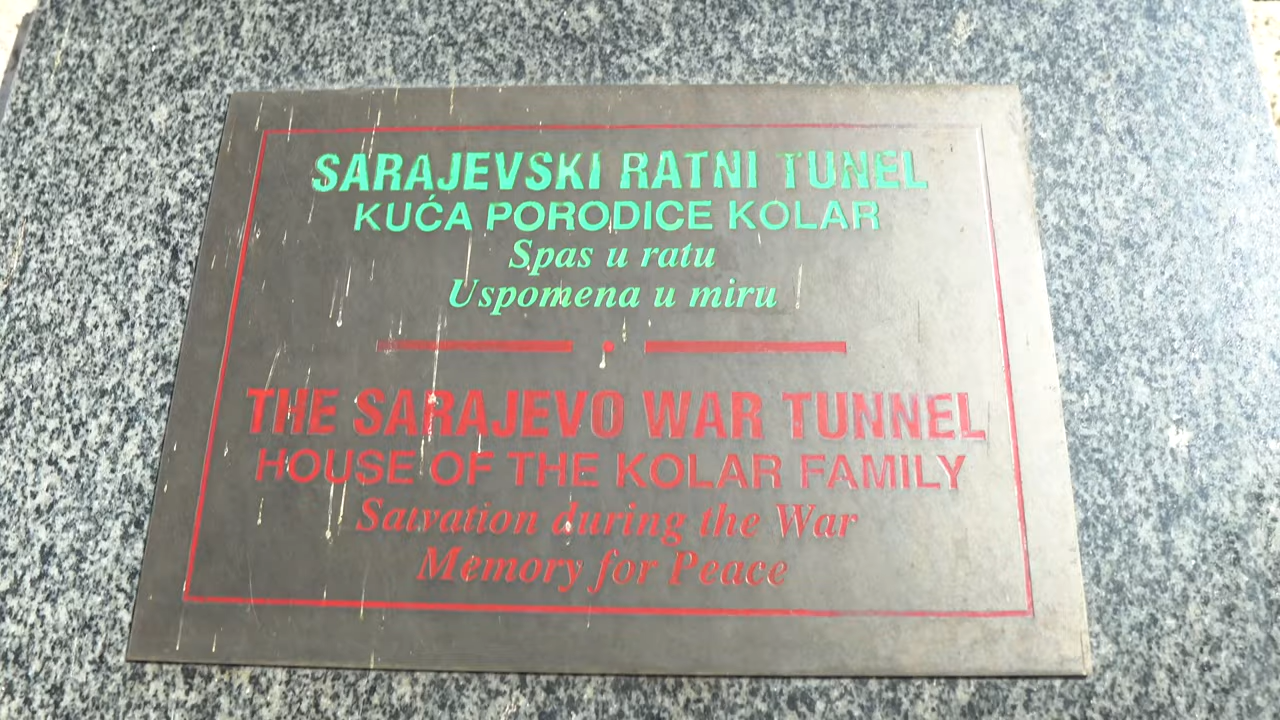 SARAJEVSKI RATNI TUNEL
KUĆA PORODICE KOLAR
Spas u ratu
Uspomena u miru
THE SARAJEVO WAR TUNNEL
HOUSE OF THE KOLAR FAMILY
Salvation during the War
Memory for Peace